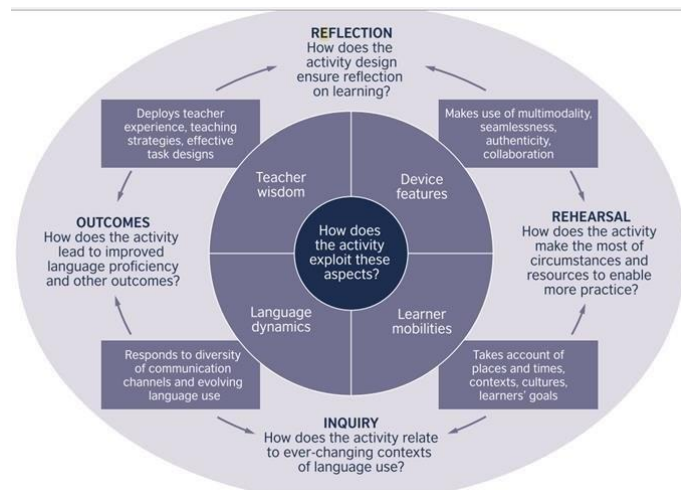 REFLECTION
How does the
activity design
ensure reflection
on learning?
Deploys teacher
experience, teaching
strategies, effective
task designs
Makes use of multimodality,
seamlessness,
authenticity,
collaboration
Teacher
wisdom
Device
features
OUTCOMES
How does the activity
lead to improved
language proficiency
and other outcomes?
How does
the activity
exploit these
aspects?
REHEARSAL
How does the activity
make the most of
circumstances and
resources to enable
more practice?
Language
dynamics
Learner
mobilities
Responds to diversity
of communication
channels and evolving
language use
Takes account of
places and times,
contexts, cultures,
learners' goals
INQUIRY
How does the activity relate
to ever-changing contexts
of language use?